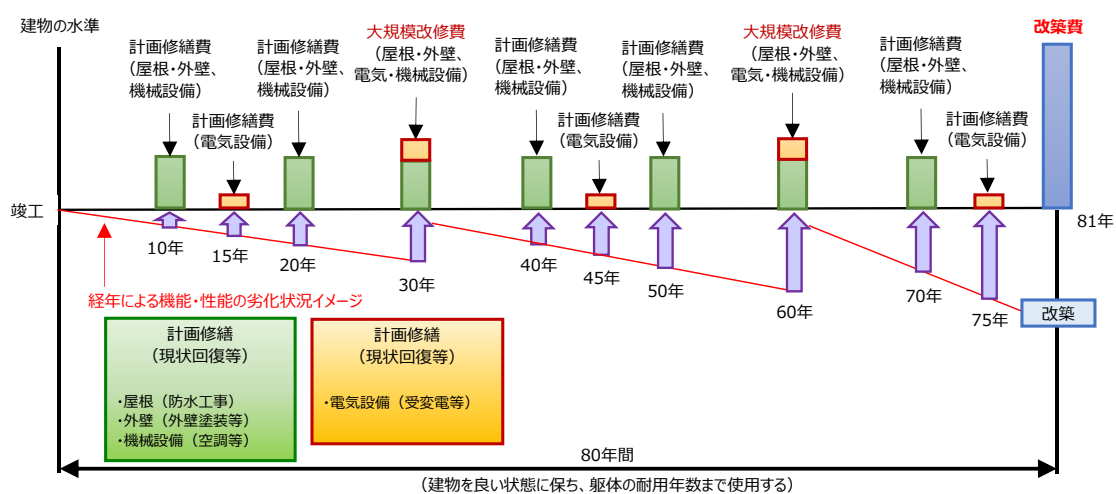 建物の水準
計画修繕費
（屋根・外壁、
機械設備）
計画修繕費
（電気設備）
計画修繕費
（屋根・外壁、
機械設備）
大規模改修費
（屋根・外壁、
電気・機械設備）
計画修繕費
（屋根・外壁、
機械設備）
計画修繕費
（電気設備）
計画修繕費
（屋根・外壁、
機械設備）
大規模改修費
（屋根・外壁、
電気・機械設備）
計画修繕費
（屋根・外壁、
機械設備）
計画修繕費
（電気設備）
改築費
竣工
10年
15年
20年
30年
40年
45年
50年
60年
70年
75年
81年
改築
経年による機能・性能の劣化状況イメージ
計画修繕
（現状回復等）
・屋根（防水工事）
・外壁（外壁塗装等）
・機械設備（空調等）
計画修繕
（現状回復等）
・電気設備（受変電等）
80年間
（建物を良い状態に保ち、躯体の耐用年数まで使用する）